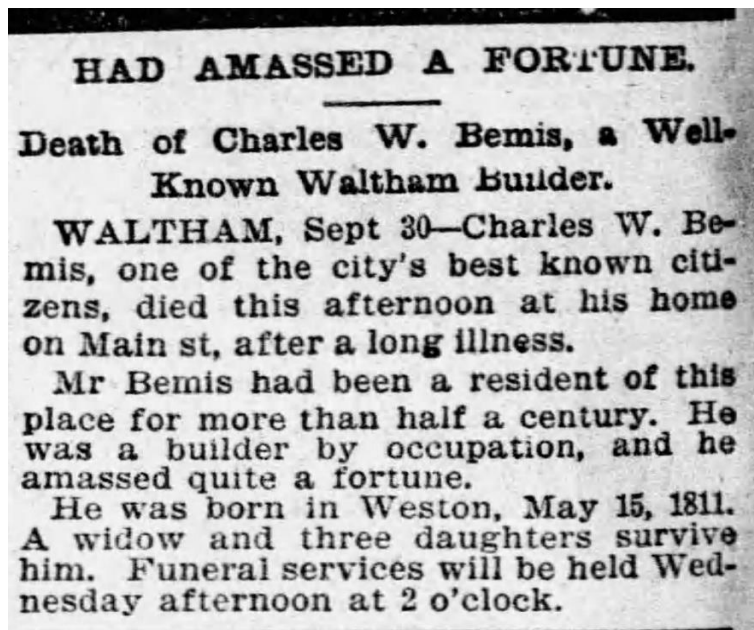 HAD AMASSED A FORTUNE.
Death of Charles W. Bemis, a Well-
Known Waltham Builder.
WALTHAM, Sept 30—Charles W. Be-
mis, one of the city's best known citi-
zens, died this afternoon at his home
on Main st, after a long illness.
Mr Bemis had been a resident of this
place for more than half a century. He
was a builder by occupation, and he
amassed quite a fortune.
He was born in Weston, May 15, 1811.
A widow and three daughters survive
him. Funeral services will be held Wed-
nesday afternoon at 2 o'clock.